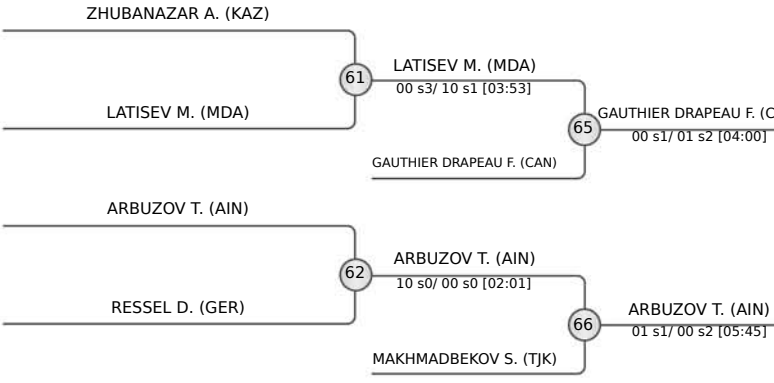 ZHUBANAZAR A. (KAZ)
61
LATISEV M. (MDA)
00 s3/ 10 s1 [03:53]
LATISEV M. (MDA)
65
GAUTHIER DRAPEAU F. (C
00 s1/ 01 s2 [04:00]
GAUTHIER DRAPEAU F. (CAN)
ARBUZOV T. (AIN)
62
ARBUZOV T. (AIN)
10 s0/ 00 s0 [02:01]
RESSEL D. (GER)
66
ARBUZOV T. (AIN)
01 s1/ 00 s2 [05:45]
MAKHMADBEKOV S. (TJK)